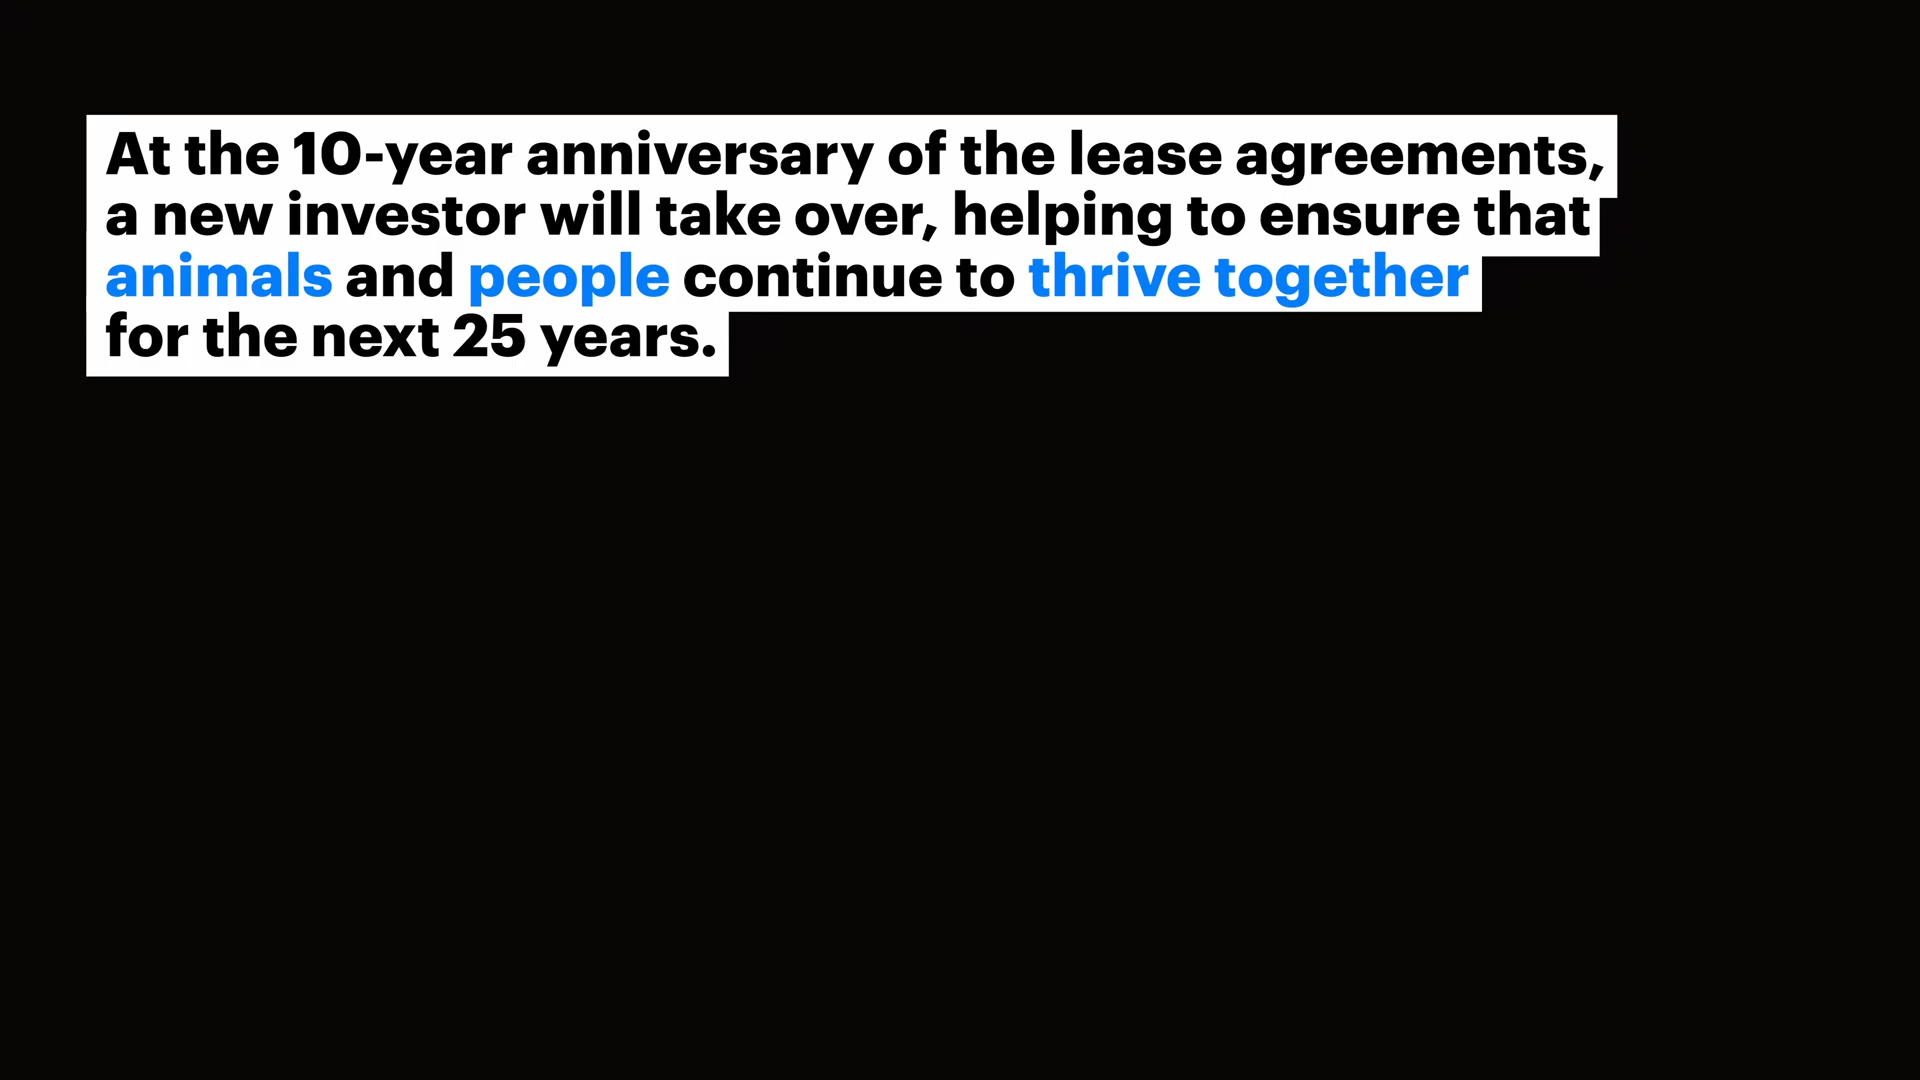 At the 10-year anniversary of the lease agreements,
a new investor will take over, helping to ensure that
animals and people continue to thrive together
for the next 25 years.